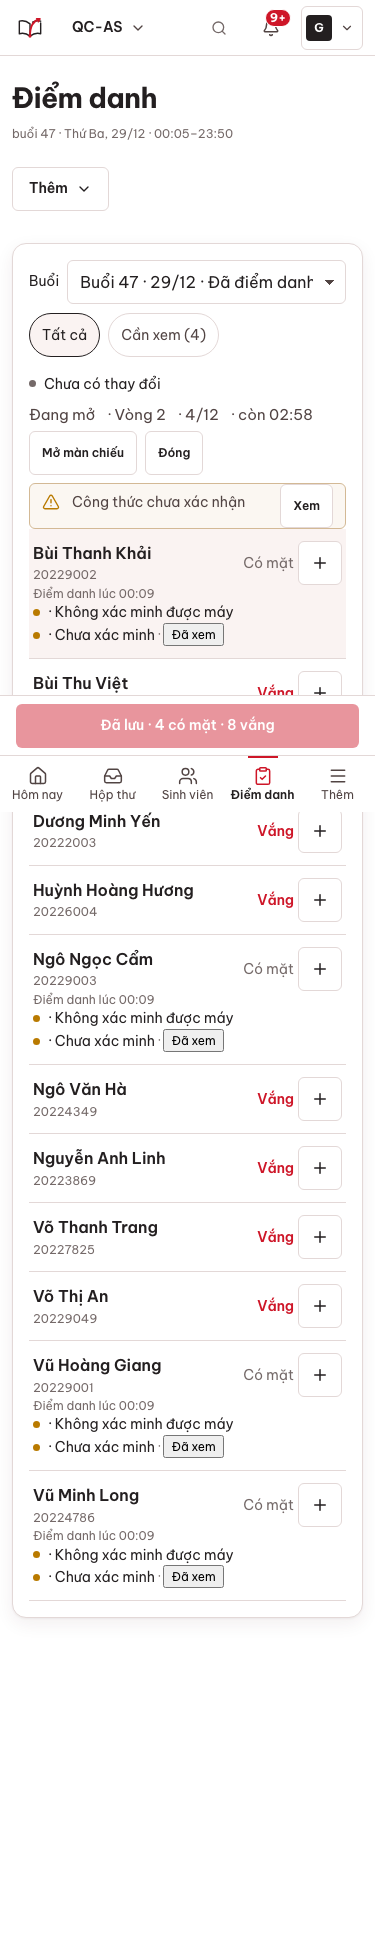 QC-AS
9+
G
Điểm danh
buổi 47 · Thứ Ba, 29/12 · 00:05–23:50
Thêm
Buổi
Buổi 47 · 29/12 · Đã điểm danh
Tất cả
Cần xem (4)
Chưa có thay đổi
Đang mở · Vòng 2 · 4/12 · còn 02:58
Mở màn chiếu
Đóng
Công thức chưa xác nhận
Xem
Bùi Thanh Khải
Có mặt
20229002
Điểm danh lúc 00:09
· Không xác minh được máy
· Chưa xác minh · Đã xem
Bùi Thu Việt
Vắng
Đã lưu · 4 có mặt · 8 vắng
Hôm nay
Hộp thư
Sinh viên
Điểm danh
Thêm
Dương Minh Yến
Vắng
20222003
Huỳnh Hoàng Hương
Vắng
20226004
Ngô Ngọc Cẩm
Có mặt
20229003
Điểm danh lúc 00:09
· Không xác minh được máy
· Chưa xác minh · Đã xem
Ngô Văn Hà
Vắng
20224349
Nguyễn Anh Linh
Vắng
20223869
Võ Thanh Trang
Vắng
20227825
Võ Thị An
Vắng
20229049
Vũ Hoàng Giang
Có mặt
20229001
Điểm danh lúc 00:09
· Không xác minh được máy
· Chưa xác minh · Đã xem
Vũ Minh Long
Có mặt
20224786
Điểm danh lúc 00:09
· Không xác minh được máy
· Chưa xác minh · Đã xem